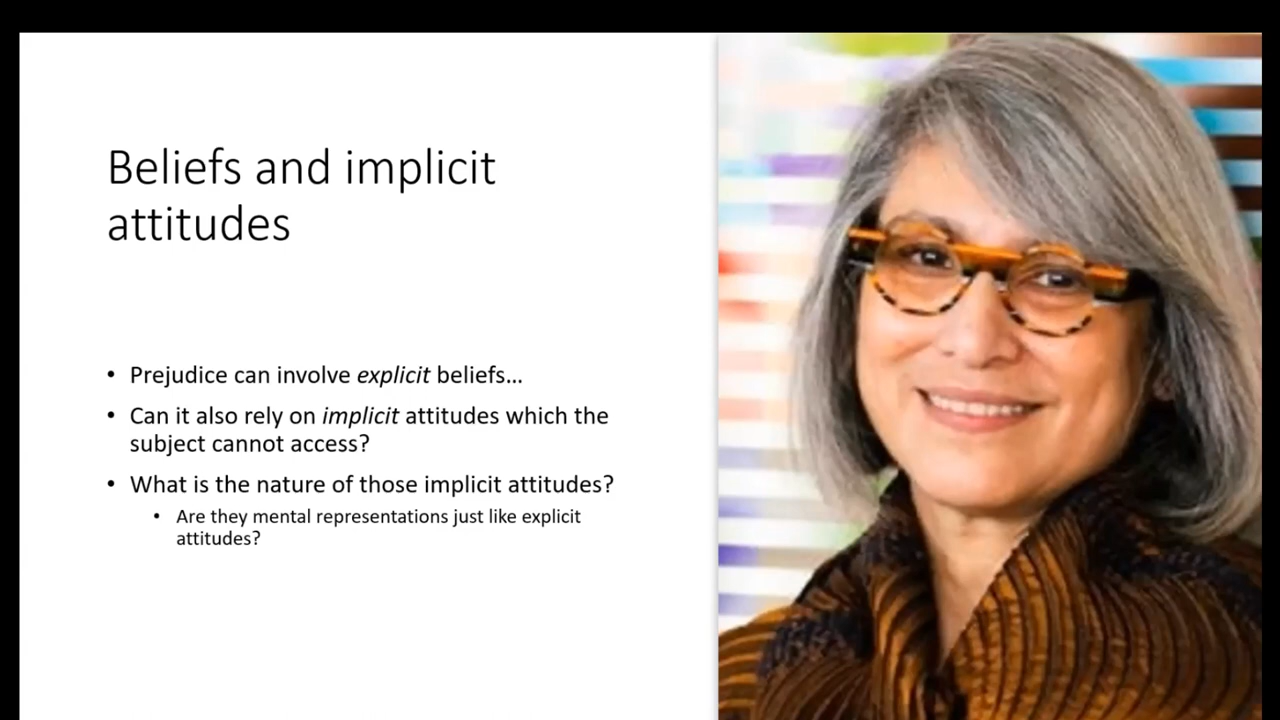 Beliefs and implicit
attitudes
• Prejudice can involve explicit beliefs…
• Can it also rely on implicit attitudes which the
subject cannot access?
• What is the nature of those implicit attitudes?
• Are they mental representations just like explicit
attitudes?